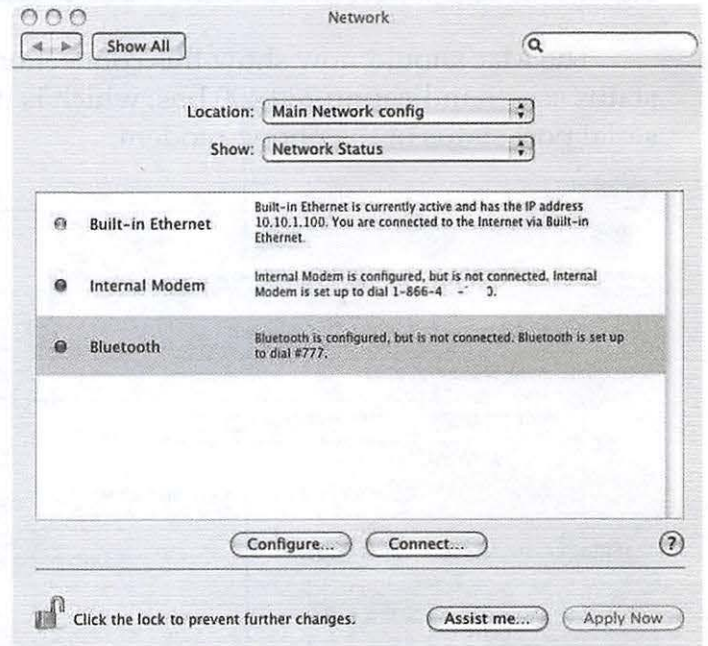 Network
Show All
Location: Main Network config
Show: Network Status
Built-in Ethernet
Built-in Ethernet is currently active and has the IP address
10.10.1.100. You are connected to the Internet via Built-in
Ethernet.
Internal Modem
Internal Modem is configured, but is not connected. Internal
Modem is set up to dial 1-866-4
Bluetooth
Bluetooth is configured, but is not connected. Bluetooth is set up
to dial #777.
Configure... Connect... ?
Click the lock to prevent further changes. Assist me... Apply Now